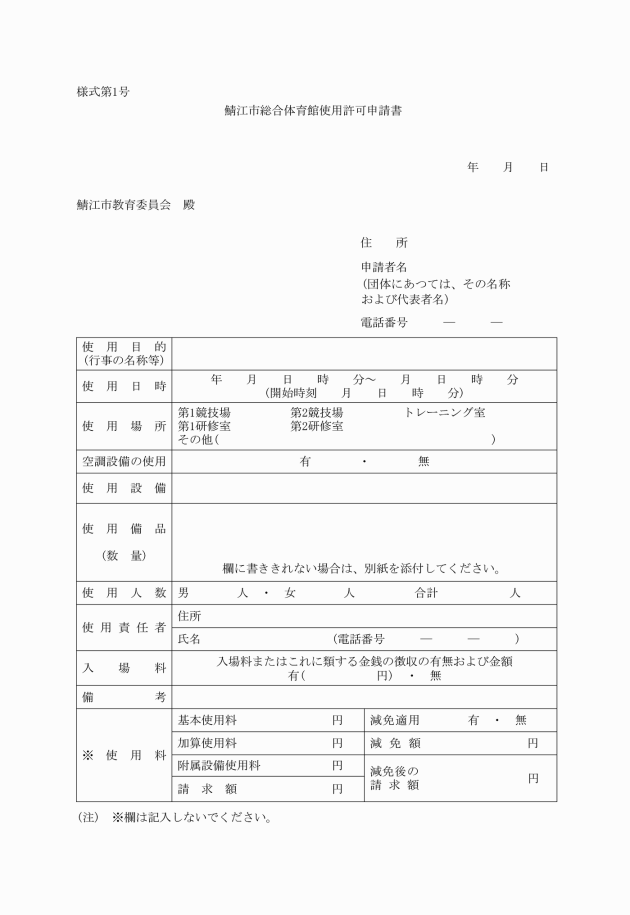 様式第1号
鯖江市総合体育館使用許可申請書
年　　月　　日
鯖江市教育委員会　殿
住　　所
申請者名
(団体にあつては、その名称
および代表者名)
電話番号　　　―　　　―
使　用　目　的
(行事の名称等)
使　用　日　時
年　　月　　日　　時　　分～　　月　　日　　時　　分
(開始時刻　　月　　日　　時　　分)
使　用　場　所
第1競技場　　　　　第2競技場　　　　　トレーニング室
第1研修室　　　　　第2研修室
その他(　　　　　　　　　　　　　　　　　　　　　　　)
空調設備の使用
有　　　　・　　　　無
使　用　設　備
使　用　備　品
(数　量)
欄に書ききれない場合は、別紙を添付してください。
使　用　人　数
男　　　　人　・　女　　　　人　　　　　合計　　　　　　人
使 用 責 任 者
住所
氏名　　　　　　　　　　　(電話番号　　　―　　　―　　　)
入　　場　　料
入場料またはこれに類する金銭の徴収の有無および金額
有(　　　　　　円)　・　無
備　　　　　考
※　使　用　料
基本使用料　　　　　　　　円
減免適用　　　　有　・　無
加算使用料　　　　　　　　円
減　免　額　　　　　　　　　円
附属設備使用料　　　　　　円
請　求　額　　　　　　　　円
減免後の
請　求　額　　　　　　　　　円
(注)　※欄は記入しないでください。